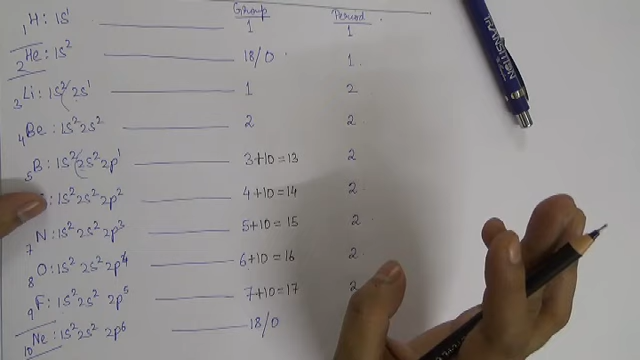 Group Period
₁H: 1S¹ 1 1
₂He: 1S² 18/0 1
₃Li: 1S² 2S¹ 1 2
₄Be: 1S² 2S² 2 2
₅B: 1S² 2S² 2p¹ 3+10=13 2
: 1S² 2S² 2p² 4+10=14 2
₇N: 1S² 2S² 2p³ 5+10=15 2
₈O: 1S² 2S² 2p⁴ 6+10=16 2
₉F: 1S² 2S² 2p⁵ 7+10=17 2
₁₀Ne: 1S² 2S² 2p⁶ 18/0
TRANSITION